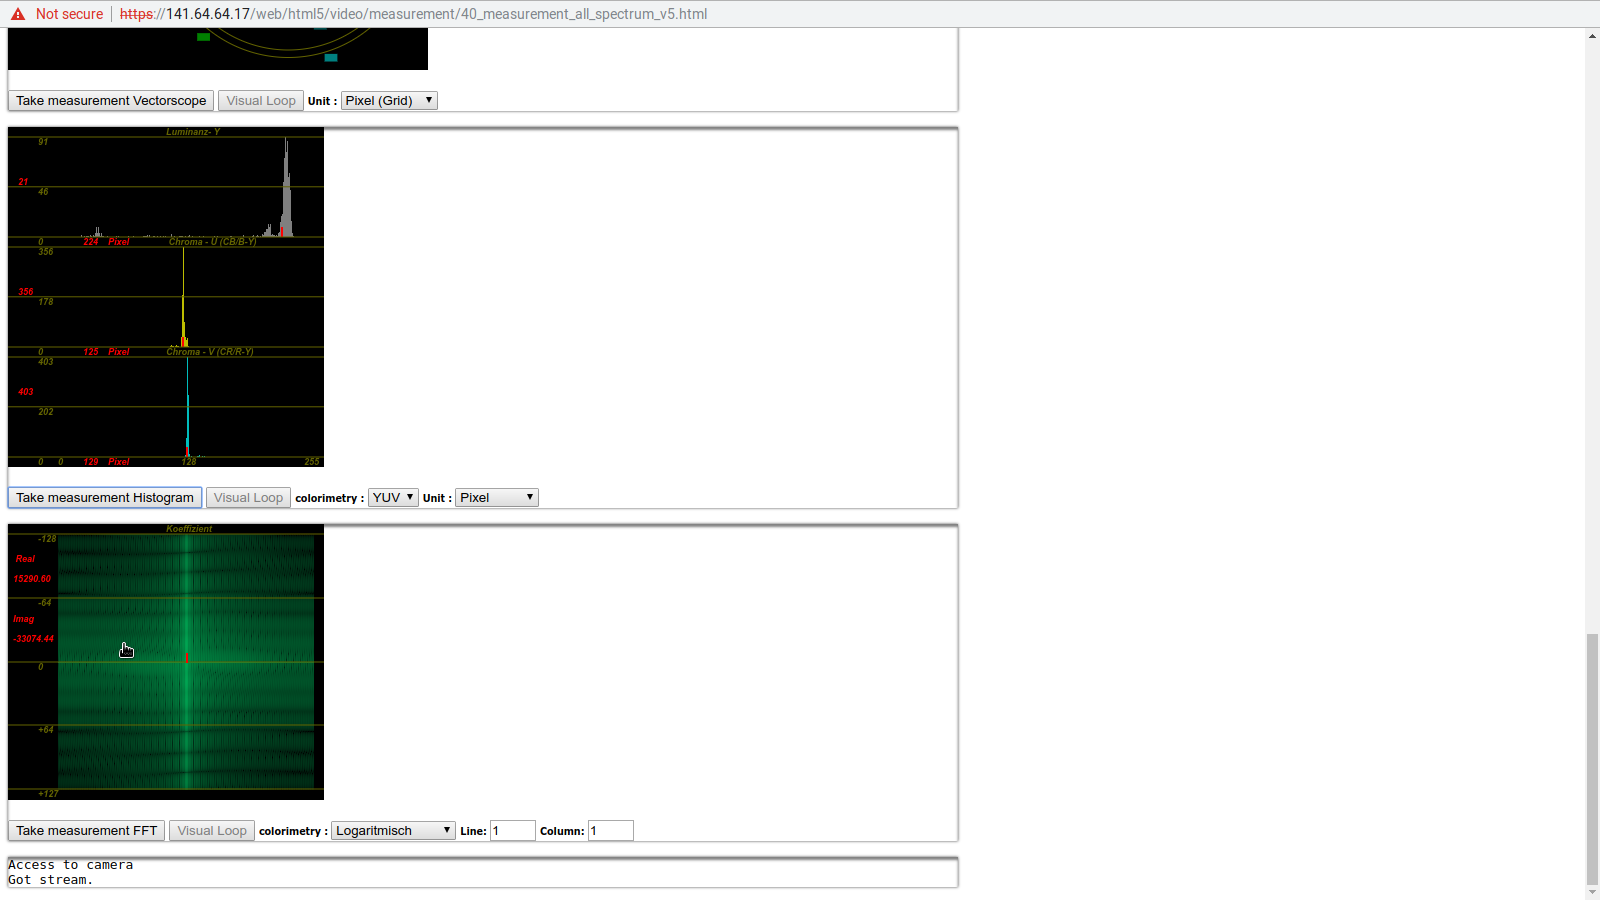 Not secure https://141.64.64.17/web/html5/video/measurement/40_measurement_all_spectrum_v5.html
Take measurement Vectorscope Visual Loop Unit : Pixel (Grid)
Luminanz- Y
91
21
46
0 224 Pixel Chroma - U (CB/B-Y)
356
356
178
0 125 Pixel Chroma - V (CR/R-Y)
403
403
202
0 0 129 Pixel 128 255
Take measurement Histogram Visual Loop colorimetry : YUV Unit : Pixel
Koeffizient
-128
Real
15290.60
-64
Imag
-33074.44
0
+64
+127
Take measurement FFT Visual Loop colorimetry : Logaritmisch Line: 1 Column: 1
Access to camera
Got stream.